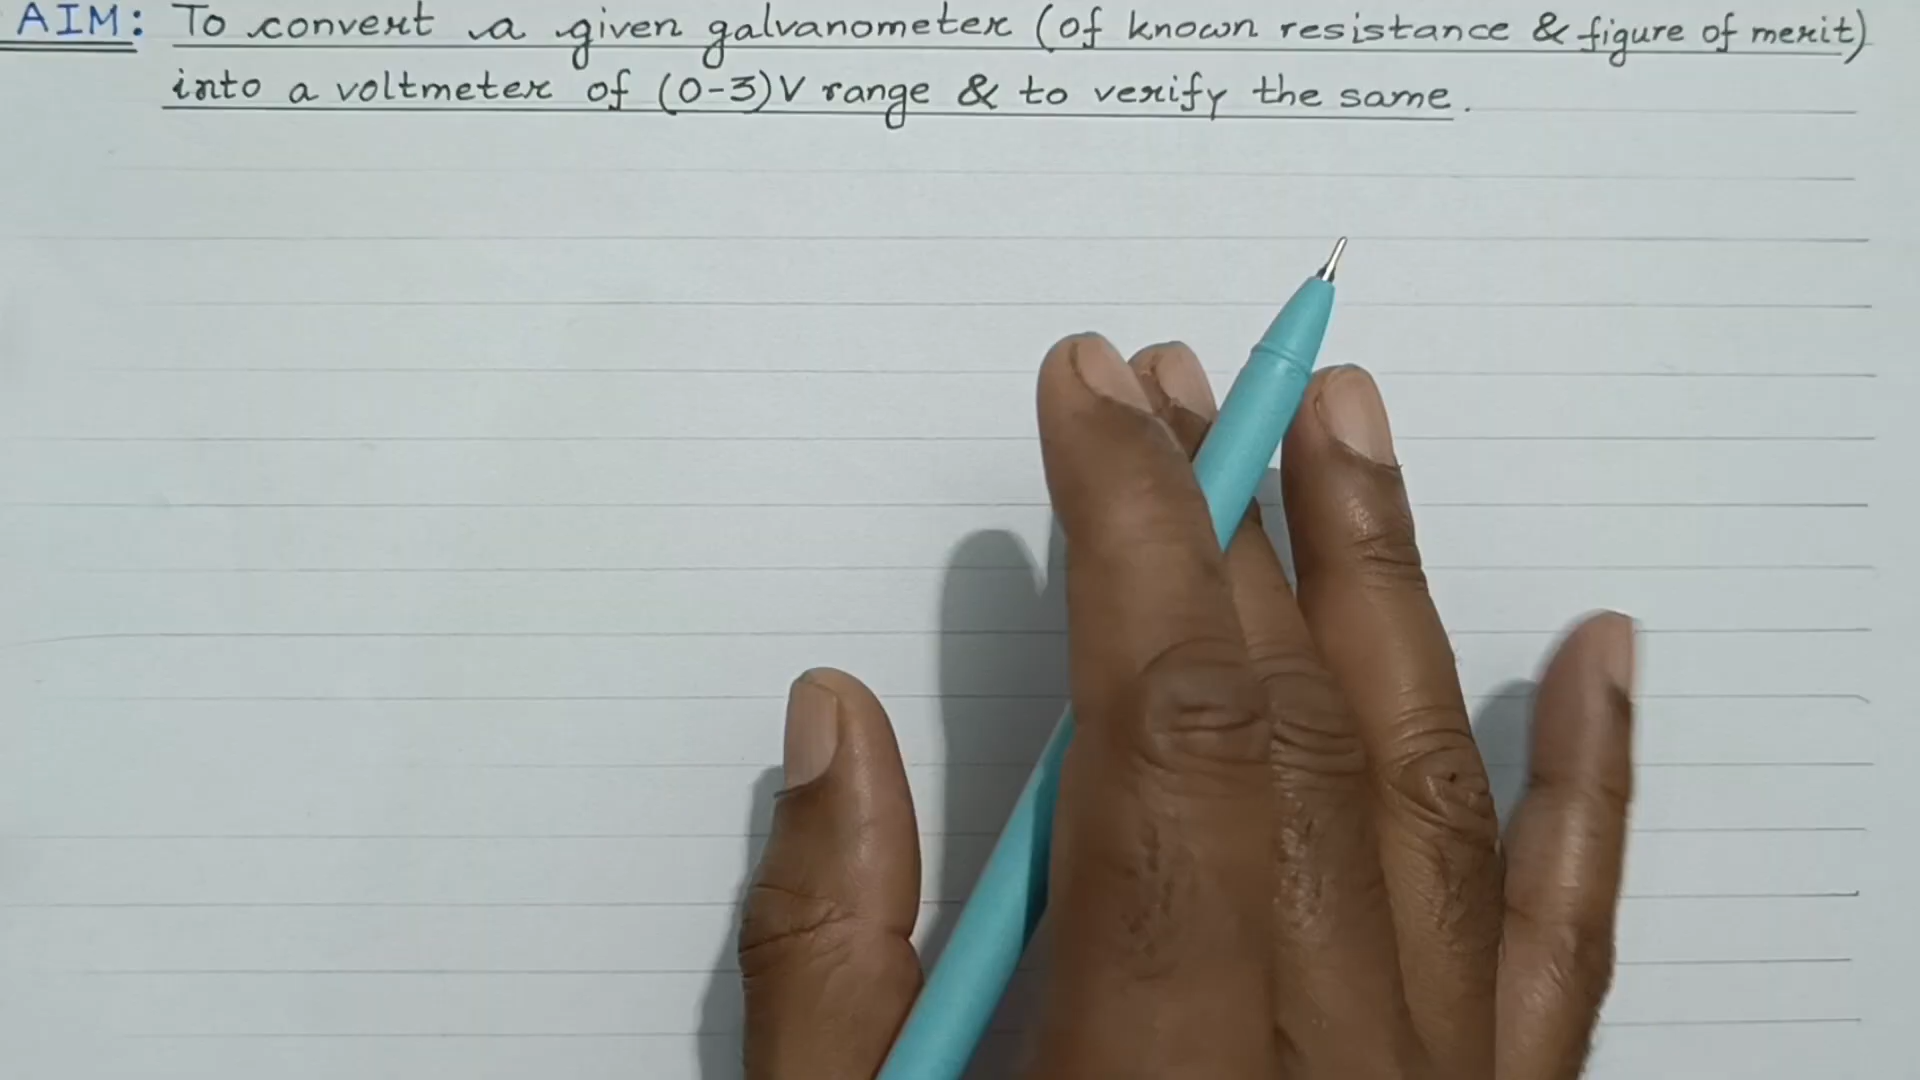 AIM: To convert a given galvanometer (of known resistance & figure of merit)
into a voltmeter of (0-3)V range & to verify the same.